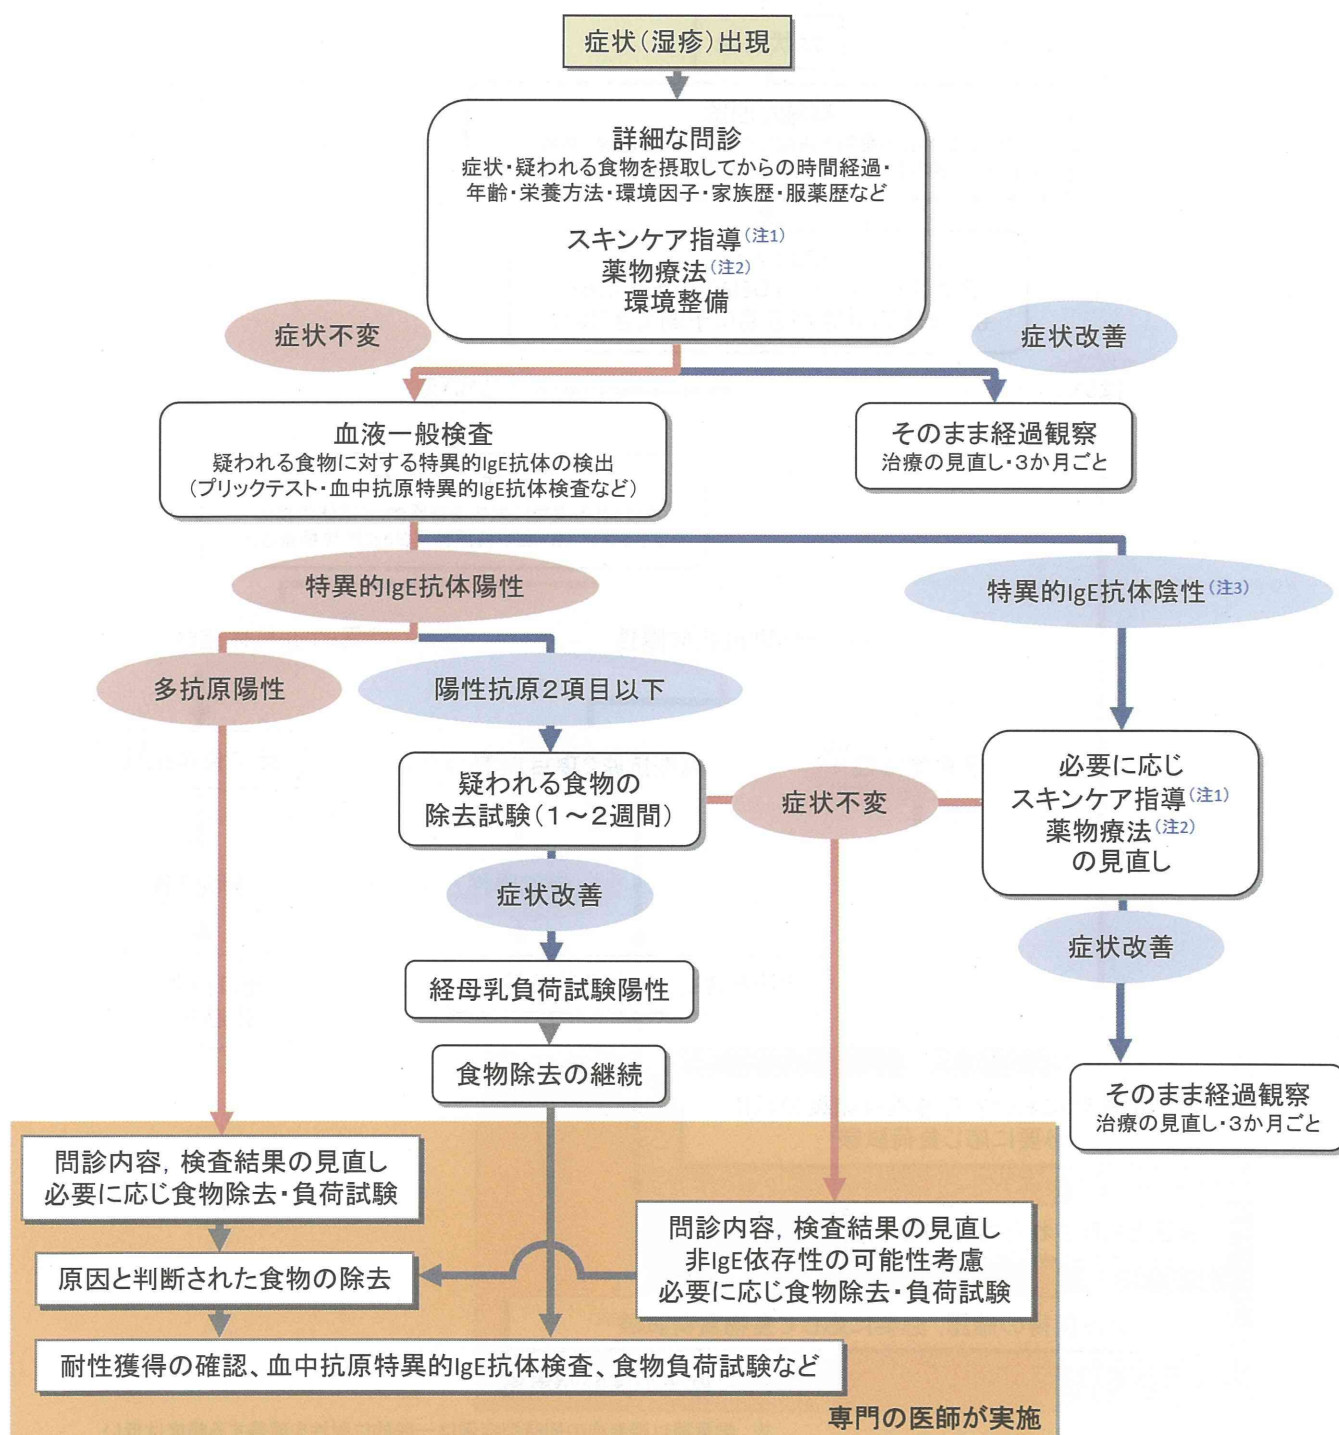 症状(湿疹)出現
詳細な問診
症状・疑われる食物を摂取してからの時間経過・
年齢・栄養方法・環境因子・家族歴・服薬歴など
スキンケア指導(注1)
薬物療法(注2)
環境整備
症状不変
症状改善
血液一般検査
疑われる食物に対する特異的IgE抗体の検出
(プリックテスト・血中抗原特異的IgE抗体検査など)
そのまま経過観察
治療の見直し・3か月ごと
特異的IgE抗体陽性
特異的IgE抗体陰性(注3)
多抗原陽性
陽性抗原2項目以下
疑われる食物の
除去試験(1～2週間)
症状不変
必要に応じ
スキンケア指導(注1)
薬物療法(注2)
の見直し
症状改善
症状改善
経母乳負荷試験陽性
食物除去の継続
そのまま経過観察
治療の見直し・3か月ごと
問診内容, 検査結果の見直し
必要に応じ食物除去・負荷試験
問診内容, 検査結果の見直し
非IgE依存性の可能性考慮
必要に応じ食物除去・負荷試験
原因と判断された食物の除去
耐性獲得の確認、血中抗原特異的IgE抗体検査、食物負荷試験など
専門の医師が実施